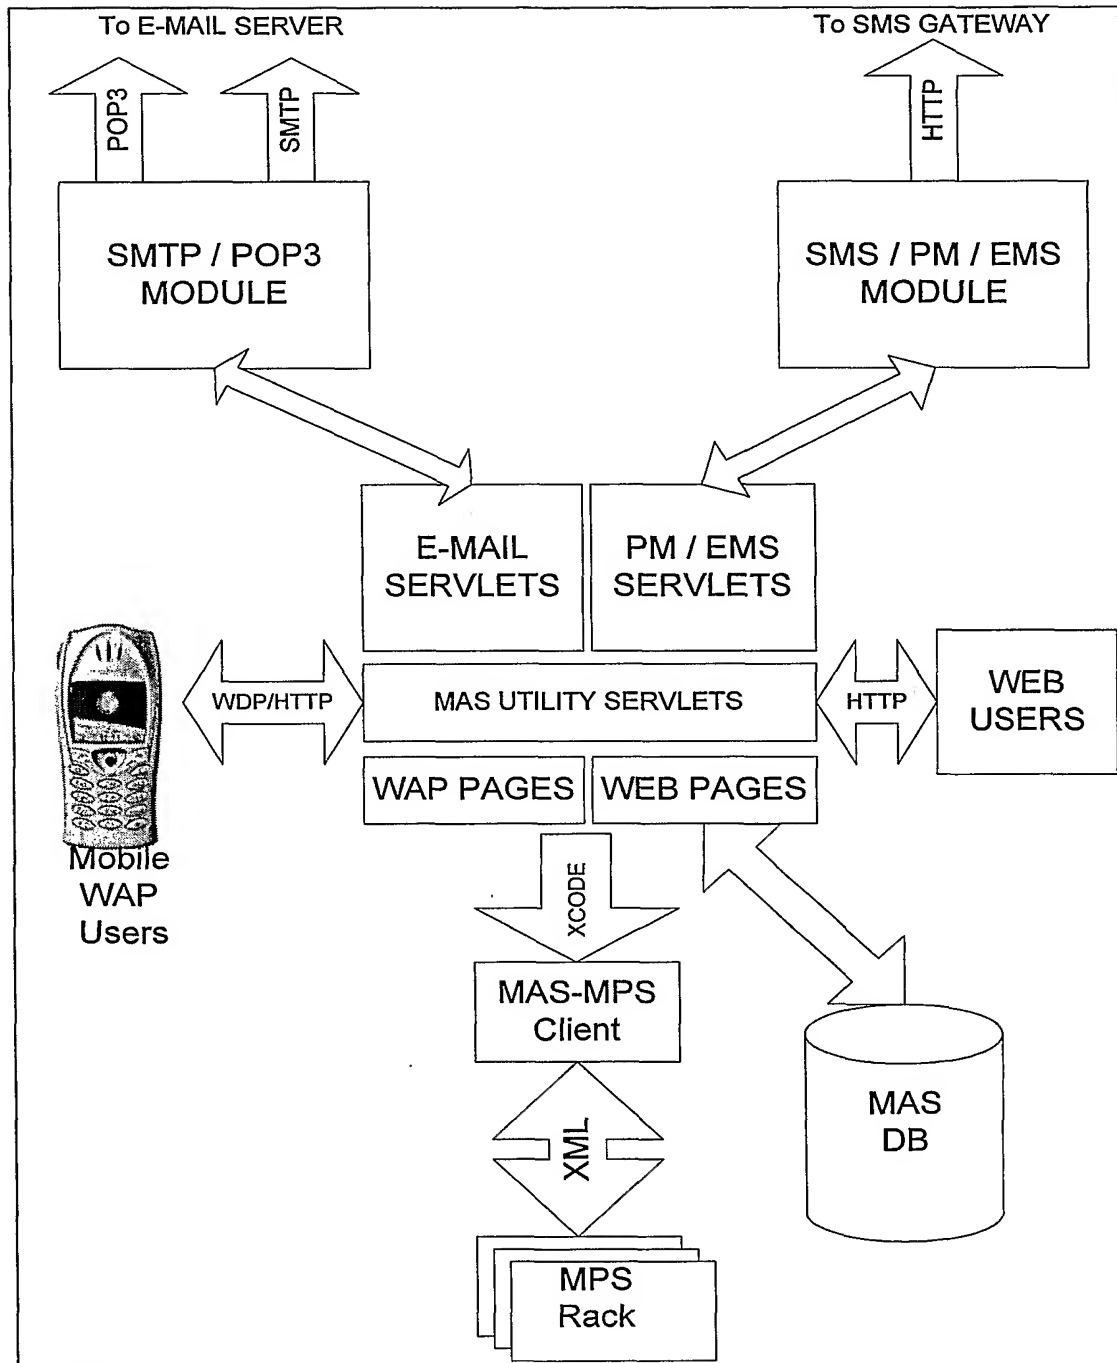 To E-MAIL SERVER
To SMS GATEWAY
POP3
SMTP
HTTP
SMTP / POP3
MODULE
SMS / PM / EMS
MODULE
E-MAIL
SERVLETS
PM / EMS
SERVLETS
WDP/HTTP
MAS UTILITY SERVLETS
HTTP
WEB
USERS
WAP PAGES
WEB PAGES
Mobile
WAP
Users
XCODE
MAS-MPS
Client
MAS
DB
XML
MPS
Rack